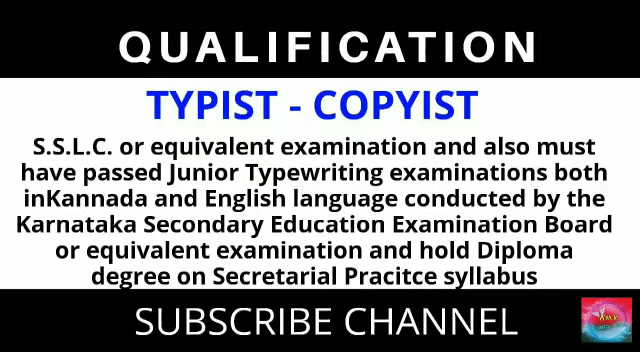 QUALIFICATION
TYPIST - COPYIST
S.S.L.C. or equivalent examination and also must
have passed Junior Typewriting examinations both
inKannada and English language conducted by the
Karnataka Secondary Education Examination Board
or equivalent examination and hold Diploma
degree on Secretarial Pracitce syllabus
SUBSCRIBE CHANNEL